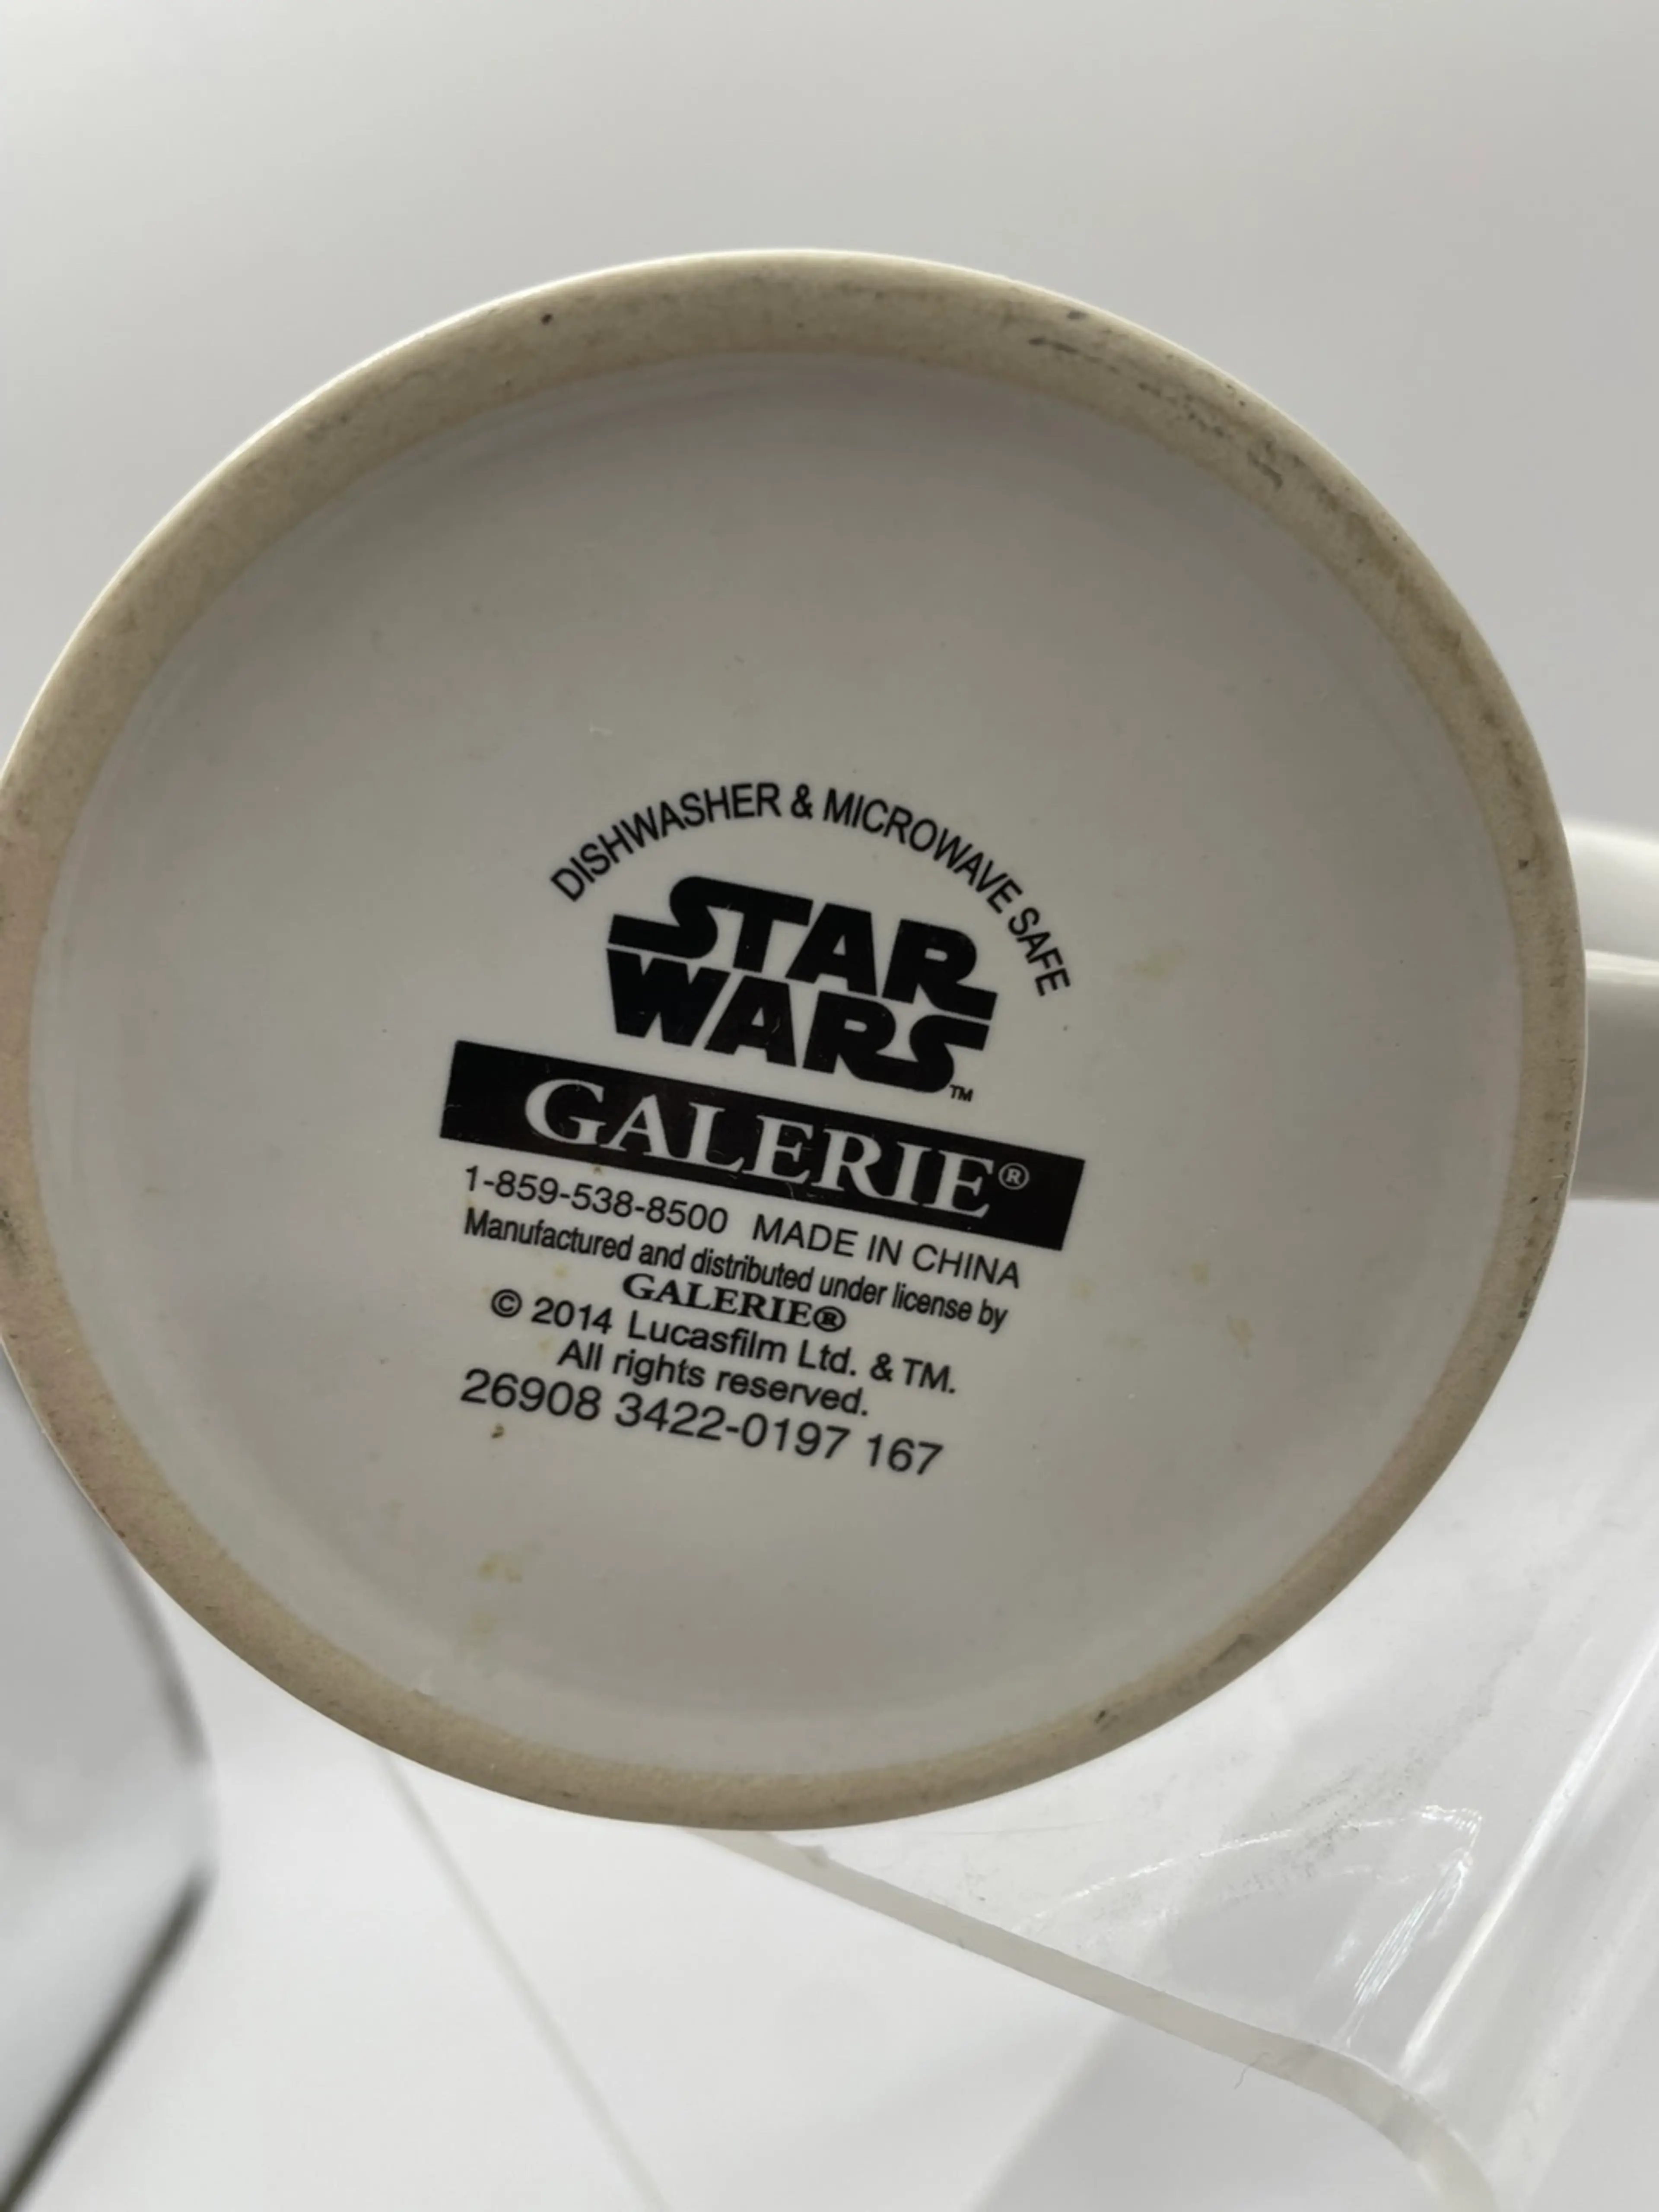 DISHWASHER & MICROWAVE SAFE
STAR
WARS™
GALERIE®
1-859-538-8500 MADE IN CHINA
Manufactured and distributed under license by
GALERIE®
© 2014 Lucasfilm Ltd. & TM.
All rights reserved.
26908 3422-0197 167